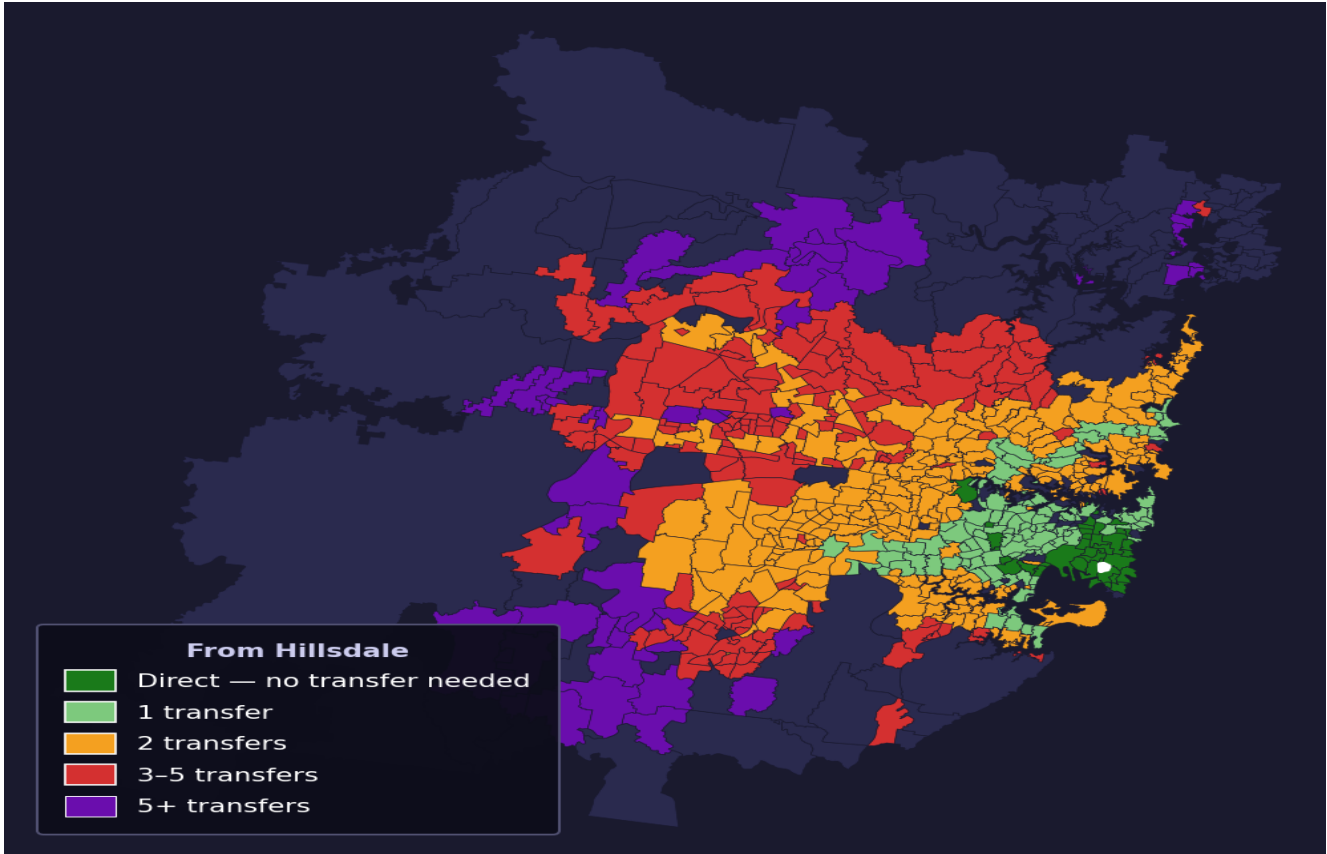 From Hillsdale
Direct — no transfer needed
1 transfer
2 transfers
3–5 transfers
5+ transfers